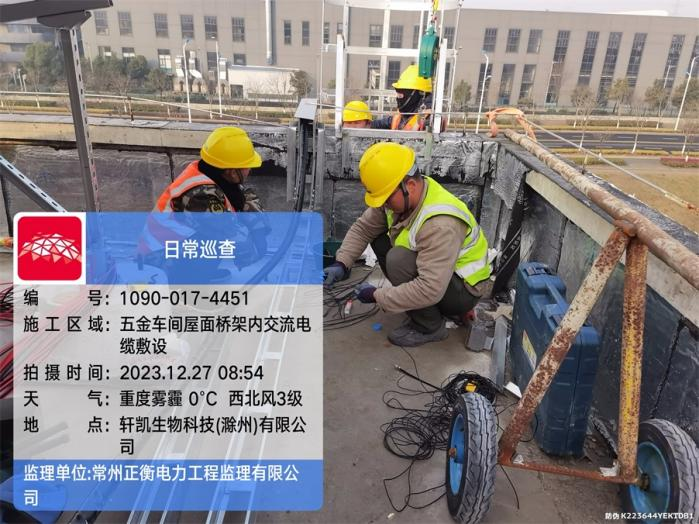 日常巡查
编 号：1090-017-4451
施工区域：五金车间屋面桥架内交流电
缆敷设
拍摄时间：2023.12.27 08:54
天 气：重度雾霾 0℃ 西北风3级
地 点：轩凯生物科技(滁州)有限公
司
监理单位:常州正衡电力工程监理有限公
司
防伪 K223644YEKTDB1